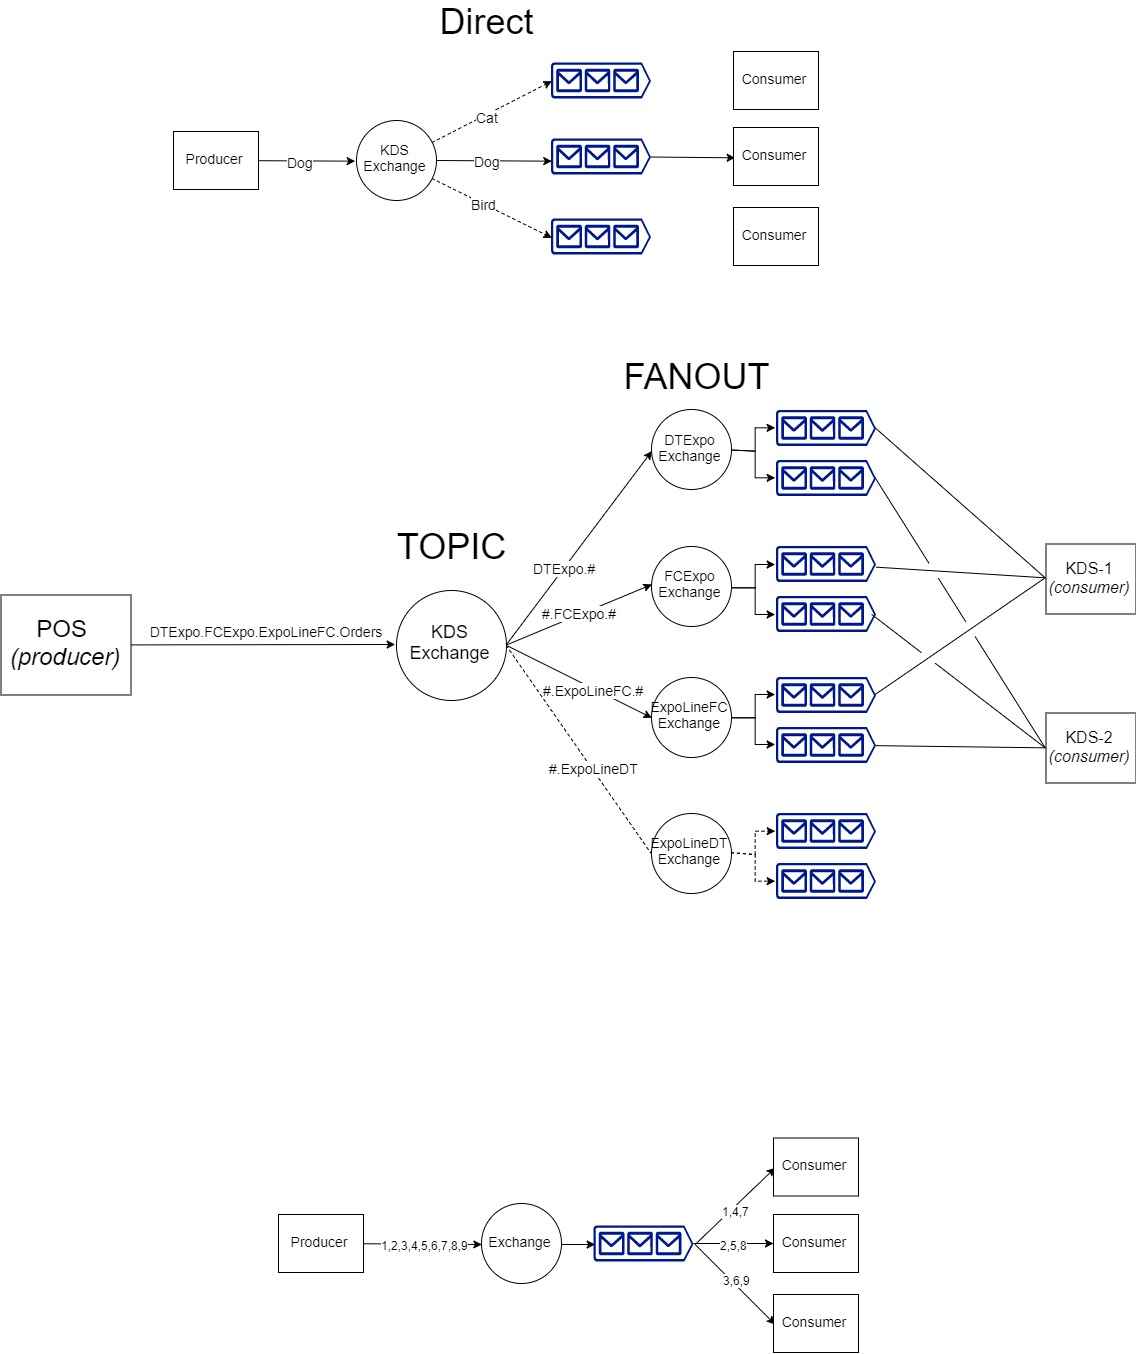 Direct
Consumer
Cat
Producer
Dog
KDS
Exchange
Dog
Consumer
Bird
Consumer
FANOUT
DTExpo
Exchange
TOPIC
DTExpo.#
FCExpo
Exchange
KDS-1
(consumer)
#.FCExpo.#
POS
(producer)
DTExpo.FCExpo.ExpoLineFC.Orders
KDS
Exchange
#.ExpoLineFC.#
ExpoLineFC
Exchange
KDS-2
(consumer)
#.ExpoLineDT
ExpoLineDT
Exchange
Consumer
1,4,7
Producer
1,2,3,4,5,6,7,8,9
Exchange
2,5,8
Consumer
3,6,9
Consumer